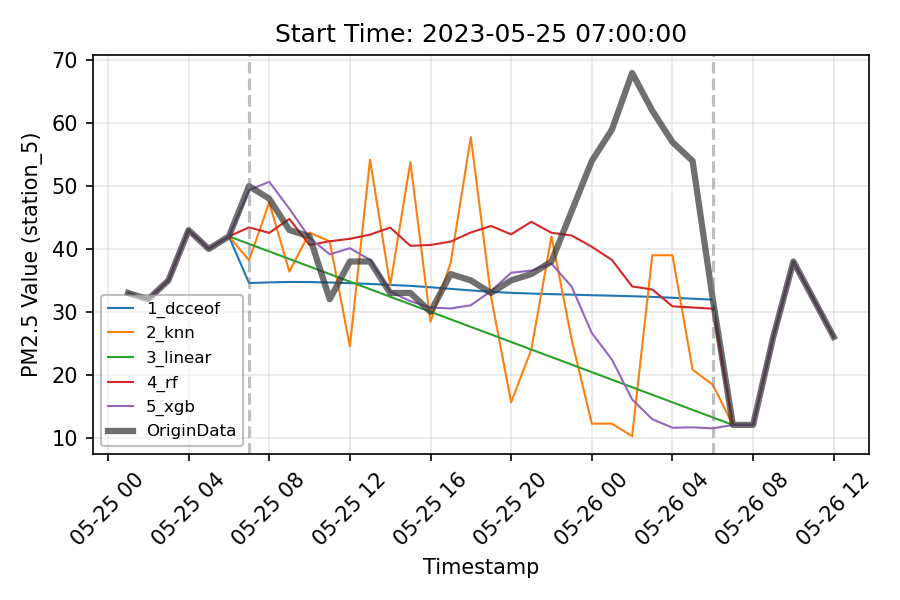 Start Time: 2023-05-25 07:00:00
PM2.5 Value (station_5)
70
60
50
40
30
20
10
1_dcceof
2_knn
3_linear
4_rf
5_xgb
OriginData
05-25 00
05-25 04
05-25 08
05-25 12
05-25 16
05-25 20
05-26 00
05-26 04
05-26 08
05-26 12
Timestamp